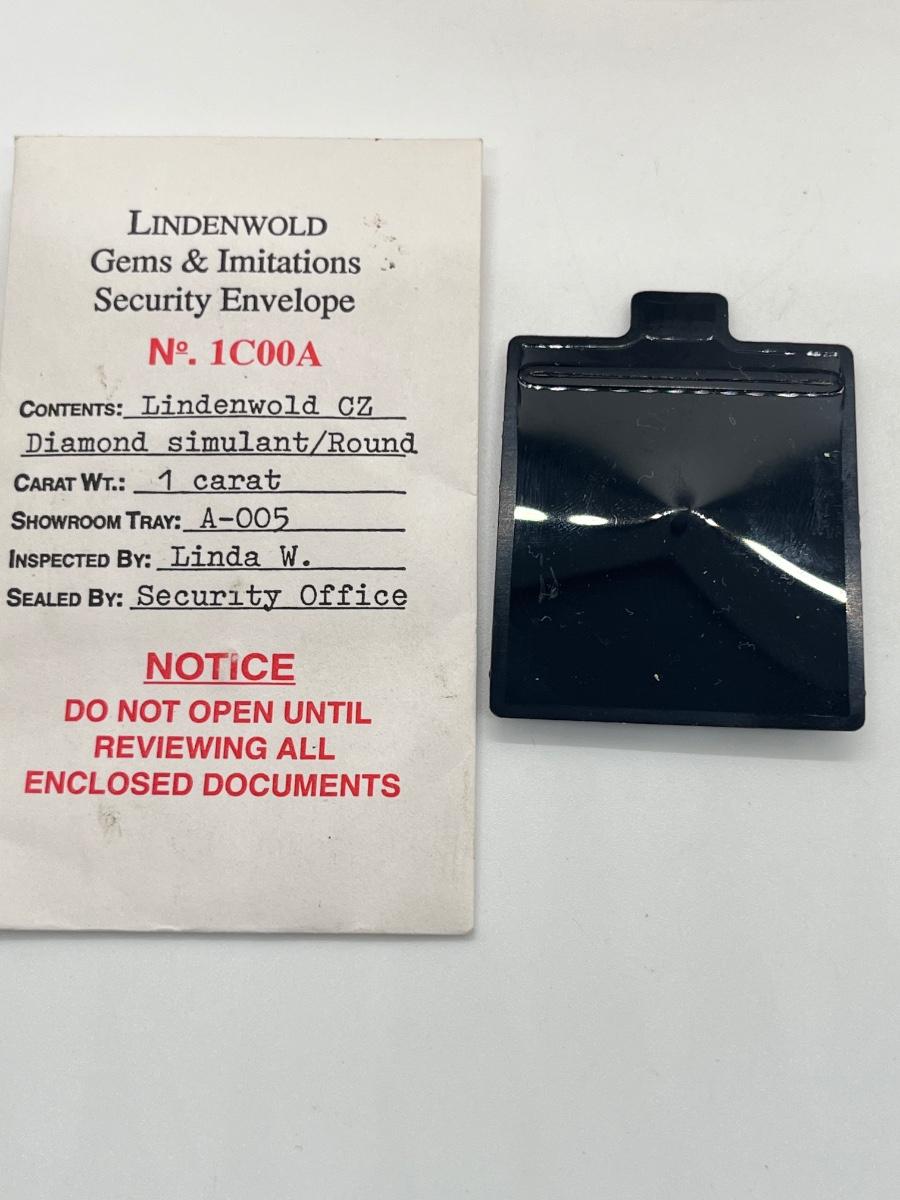 LINDENWOLD
Gems & Imitations
Security Envelope
Nº. 1C00A
CONTENTS: Lindenwold CZ
Diamond simulant/Round
CARAT WT.: 1 carat
SHOWROOM TRAY: A-005
INSPECTED BY: Linda W.
SEALED BY: Security Office
NOTICE
DO NOT OPEN UNTIL
REVIEWING ALL
ENCLOSED DOCUMENTS